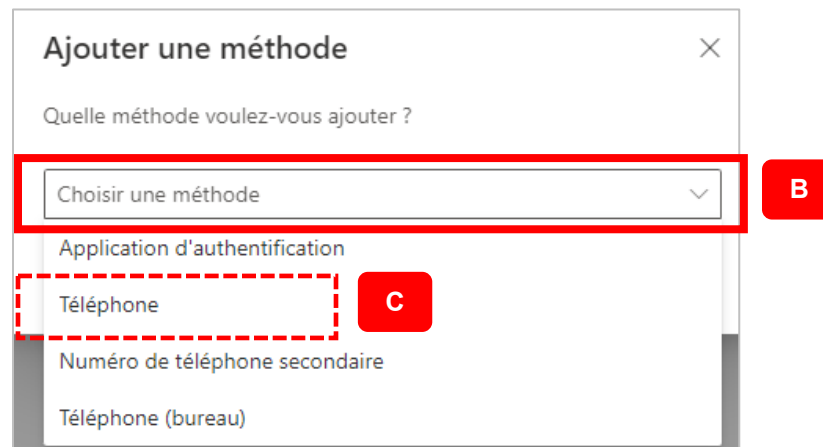 Ajouter une méthode
Quelle méthode voulez-vous ajouter ?
Choisir une méthode
B
Application d'authentification
Téléphone
C
Numéro de téléphone secondaire
Téléphone (bureau)